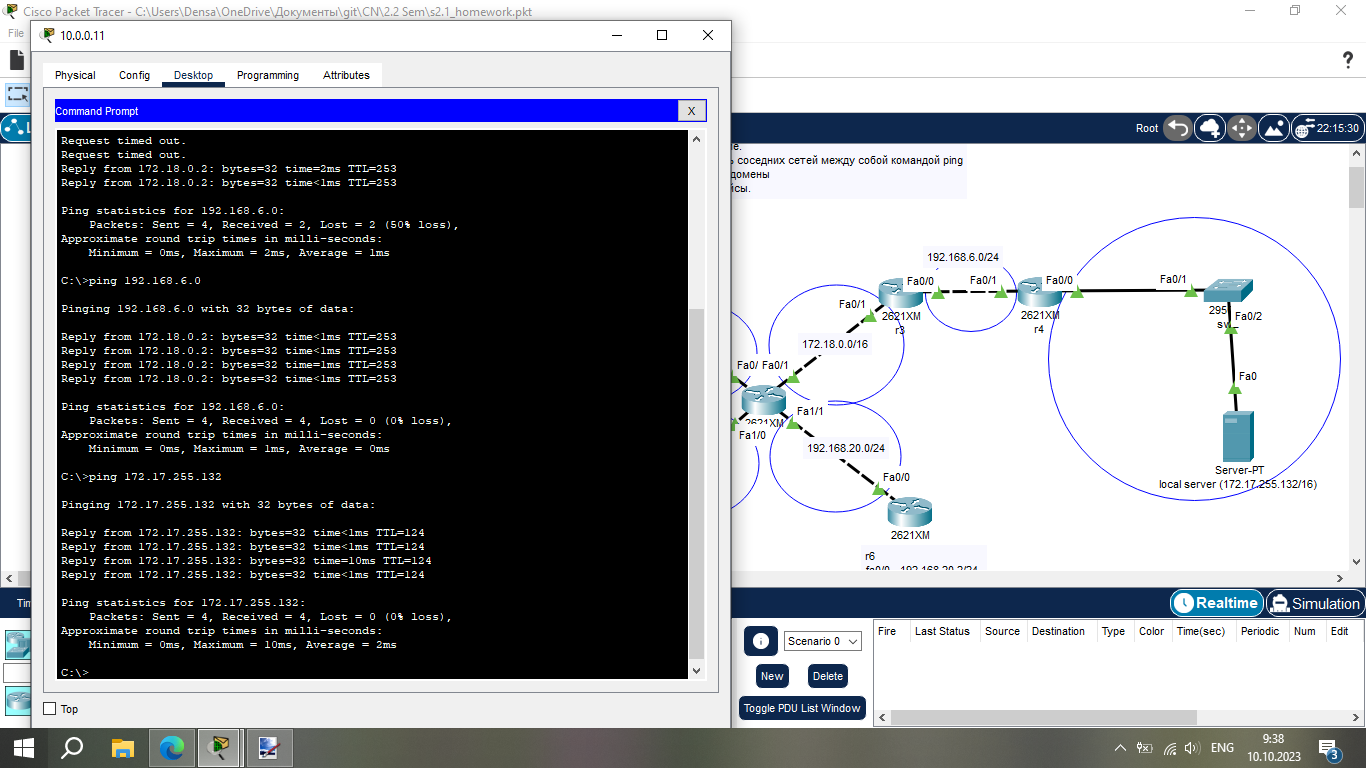 Cisco Packet Tracer - C:\Users\Densa\OneDrive\Документы\git\CN\2.2 Sem\s2.1_homework.pkt
File
10.0.0.11
Physical Config Desktop Programming Attributes
Command Prompt
X
Request timed out.
Request timed out.
Reply from 172.18.0.2: bytes=32 time=2ms TTL=253
Reply from 172.18.0.2: bytes=32 time<1ms TTL=253
Ping statistics for 192.168.6.0:
Packets: Sent = 4, Received = 2, Lost = 2 (50% loss),
Approximate round trip times in milli-seconds:
Minimum = 0ms, Maximum = 2ms, Average = 1ms
C:\>ping 192.168.6.0
Pinging 192.168.6.0 with 32 bytes of data:
Reply from 172.18.0.2: bytes=32 time<1ms TTL=253
Reply from 172.18.0.2: bytes=32 time<1ms TTL=253
Reply from 172.18.0.2: bytes=32 time=1ms TTL=253
Reply from 172.18.0.2: bytes=32 time<1ms TTL=253
Ping statistics for 192.168.6.0:
Packets: Sent = 4, Received = 4, Lost = 0 (0% loss),
Approximate round trip times in milli-seconds:
Minimum = 0ms, Maximum = 1ms, Average = 0ms
C:\>ping 172.17.255.132
Pinging 172.17.255.132 with 32 bytes of data:
Reply from 172.17.255.132: bytes=32 time<1ms TTL=124
Reply from 172.17.255.132: bytes=32 time<1ms TTL=124
Reply from 172.17.255.132: bytes=32 time=10ms TTL=124
Reply from 172.17.255.132: bytes=32 time<1ms TTL=124
Ping statistics for 172.17.255.132:
Packets: Sent = 4, Received = 4, Lost = 0 (0% loss),
Approximate round trip times in milli-seconds:
Minimum = 0ms, Maximum = 10ms, Average = 2ms
C:\>
Top
Root
22:15:30
соседних сетей между собой командой ping
домены
192.168.6.0/24
Fa0/0
Fa0/1
Fa0/0
Fa0/1
2621XM
r3
2621XM
r4
295
sw
Fa0/2
Fa0/1
172.18.0.0/16
Fa0/ Fa0/1
2621XM
Fa1/1
Fa1/0
192.168.20.0/24
Fa0/0
2621XM
Fa0
Server-PT
local server (172.17.255.132/16)
r6
fa0/0 - 192.168.20.2/24
Realtime
Simulation
Scenario 0
New
Delete
Toggle PDU List Window
Fire Last Status Source Destination Type Color Time(sec) Periodic Num Edit
ENG
9:38
10.10.2023
3